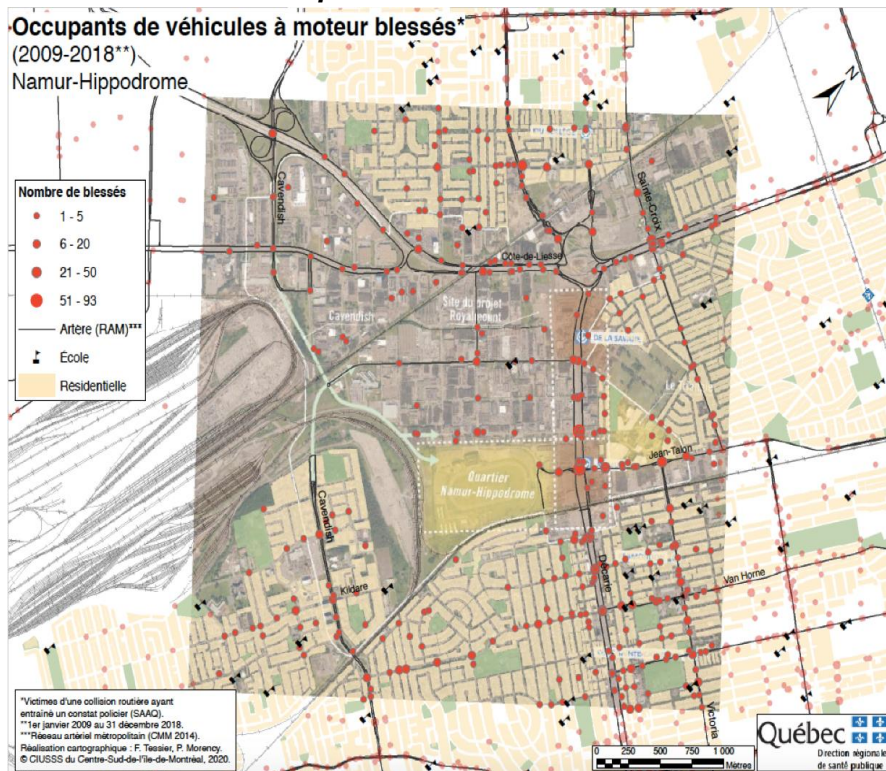 Occupants de véhicules à moteur blessés*
(2009-2018**)
Namur-Hippodrome
N
Nombre de blessés
1 - 5
6 - 20
21 - 50
51 - 93
Artère (RAM)***
École
Résidentielle
Cavendish
Sainte-Croix
Côte-de-Liesse
Cavendish
Site du projet
Royalmount
DE LA SAVANE
Jean-Talon
Quartier
Namur-Hippodrome
Cavendish
Kildare
Décarie
Van Horne
Victoria
*Victimes d'une collision routière ayant
entraîné un constat policier (SAAQ).
**1er janvier 2009 au 31 décembre 2018.
***Réseau artériel métropolitain (CMM 2014).
Réalisation cartographique : F. Tessier, P. Morency.
© CIUSSS du Centre-Sud-de-l'île-de-Montréal, 2020.
0 250 500 750 1 000
Mètres
Québec
Direction régionale
de santé publique